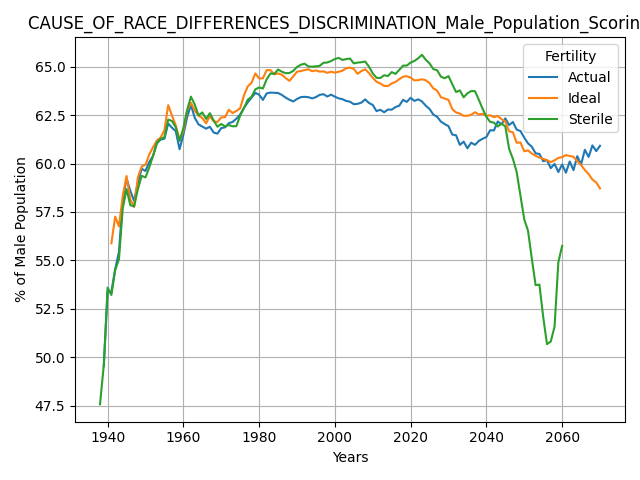 CAUSE_OF_RACE_DIFFERENCES_DISCRIMINATION_Male_Population_Scorin
Fertility
Actual
Ideal
Sterile
% of Male Population
65.0
62.5
60.0
57.5
55.0
52.5
50.0
47.5
1940 1960 1980 2000 2020 2040 2060
Years